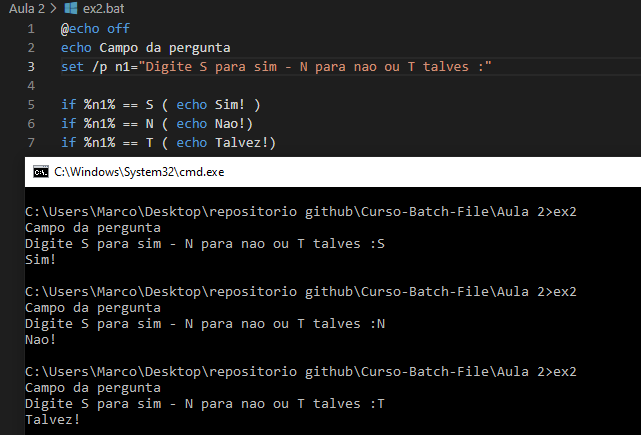 Aula 2 > ex2.bat
1 @echo off
2 echo Campo da pergunta
3 set /p n1="Digite S para sim - N para nao ou T talves :"
4
5 if %n1% == S ( echo Sim! )
6 if %n1% == N ( echo Nao!)
7 if %n1% == T ( echo Talvez!)
C:\Windows\System32\cmd.exe
C:\Users\Marco\Desktop\repositorio github\Curso-Batch-File\Aula 2>ex2
Campo da pergunta
Digite S para sim - N para nao ou T talves :S
Sim!
C:\Users\Marco\Desktop\repositorio github\Curso-Batch-File\Aula 2>ex2
Campo da pergunta
Digite S para sim - N para nao ou T talves :N
Nao!
C:\Users\Marco\Desktop\repositorio github\Curso-Batch-File\Aula 2>ex2
Campo da pergunta
Digite S para sim - N para nao ou T talves :T
Talvez!